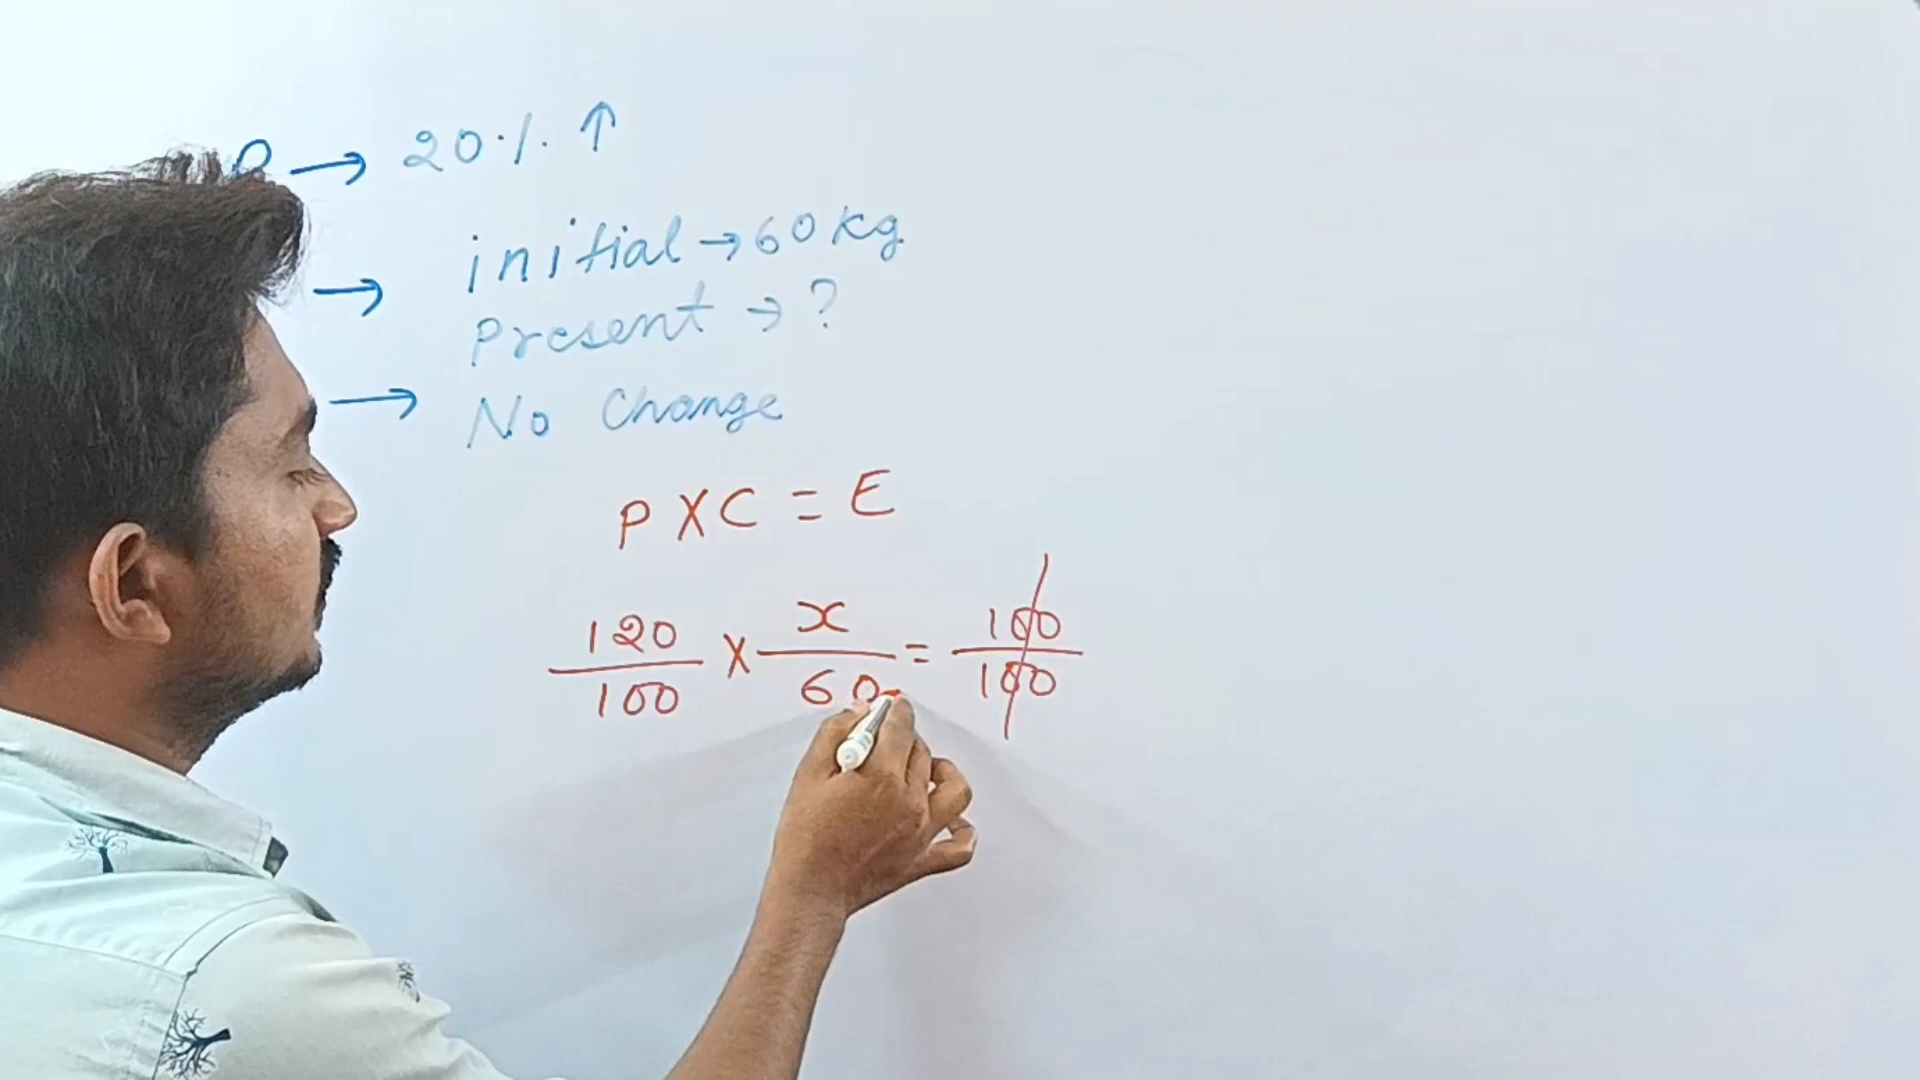 P → 20% ↑
→ initial → 60 kg
Present → ?
→ No Change
P X C = E
120/100 X x/60 = 100/100